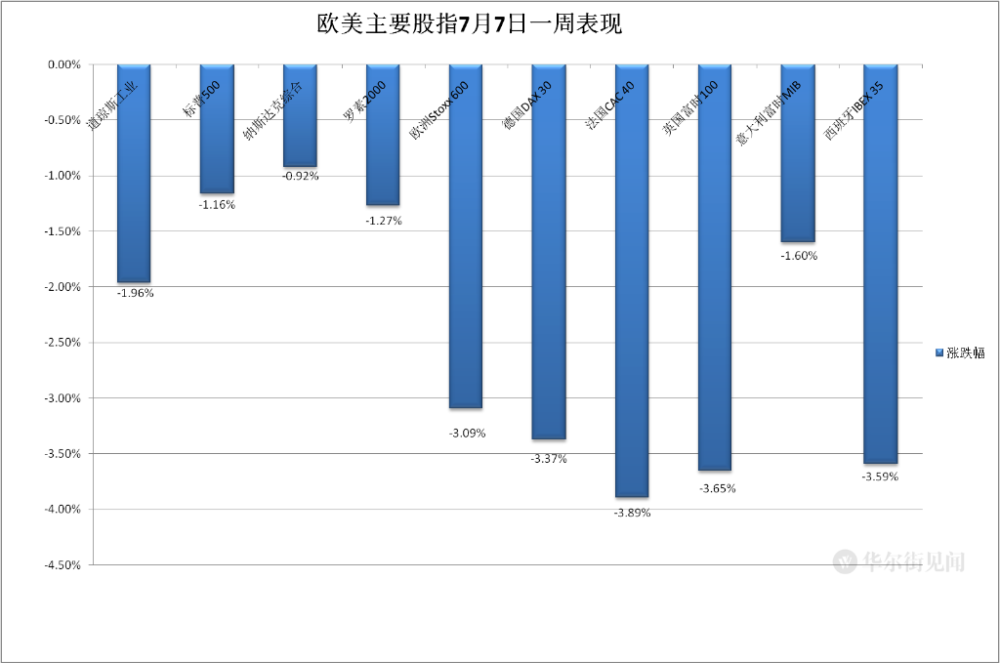 欧美主要股指7月7日一周表现
0.00%
-0.50%
-1.00%
-1.50%
-2.00%
-2.50%
-3.00%
-3.50%
-4.00%
-4.50%
道琼斯工业
标普500
纳斯达克综合
罗素2000
欧洲Stoxx 600
德国DAX 30
法国CAC 40
英国富时100
意大利富时MIB
西班牙IBEX 35
-1.96%
-1.16%
-0.92%
-1.27%
-3.09%
-3.37%
-3.89%
-3.65%
-1.60%
-3.59%
涨跌幅
华尔街见闻